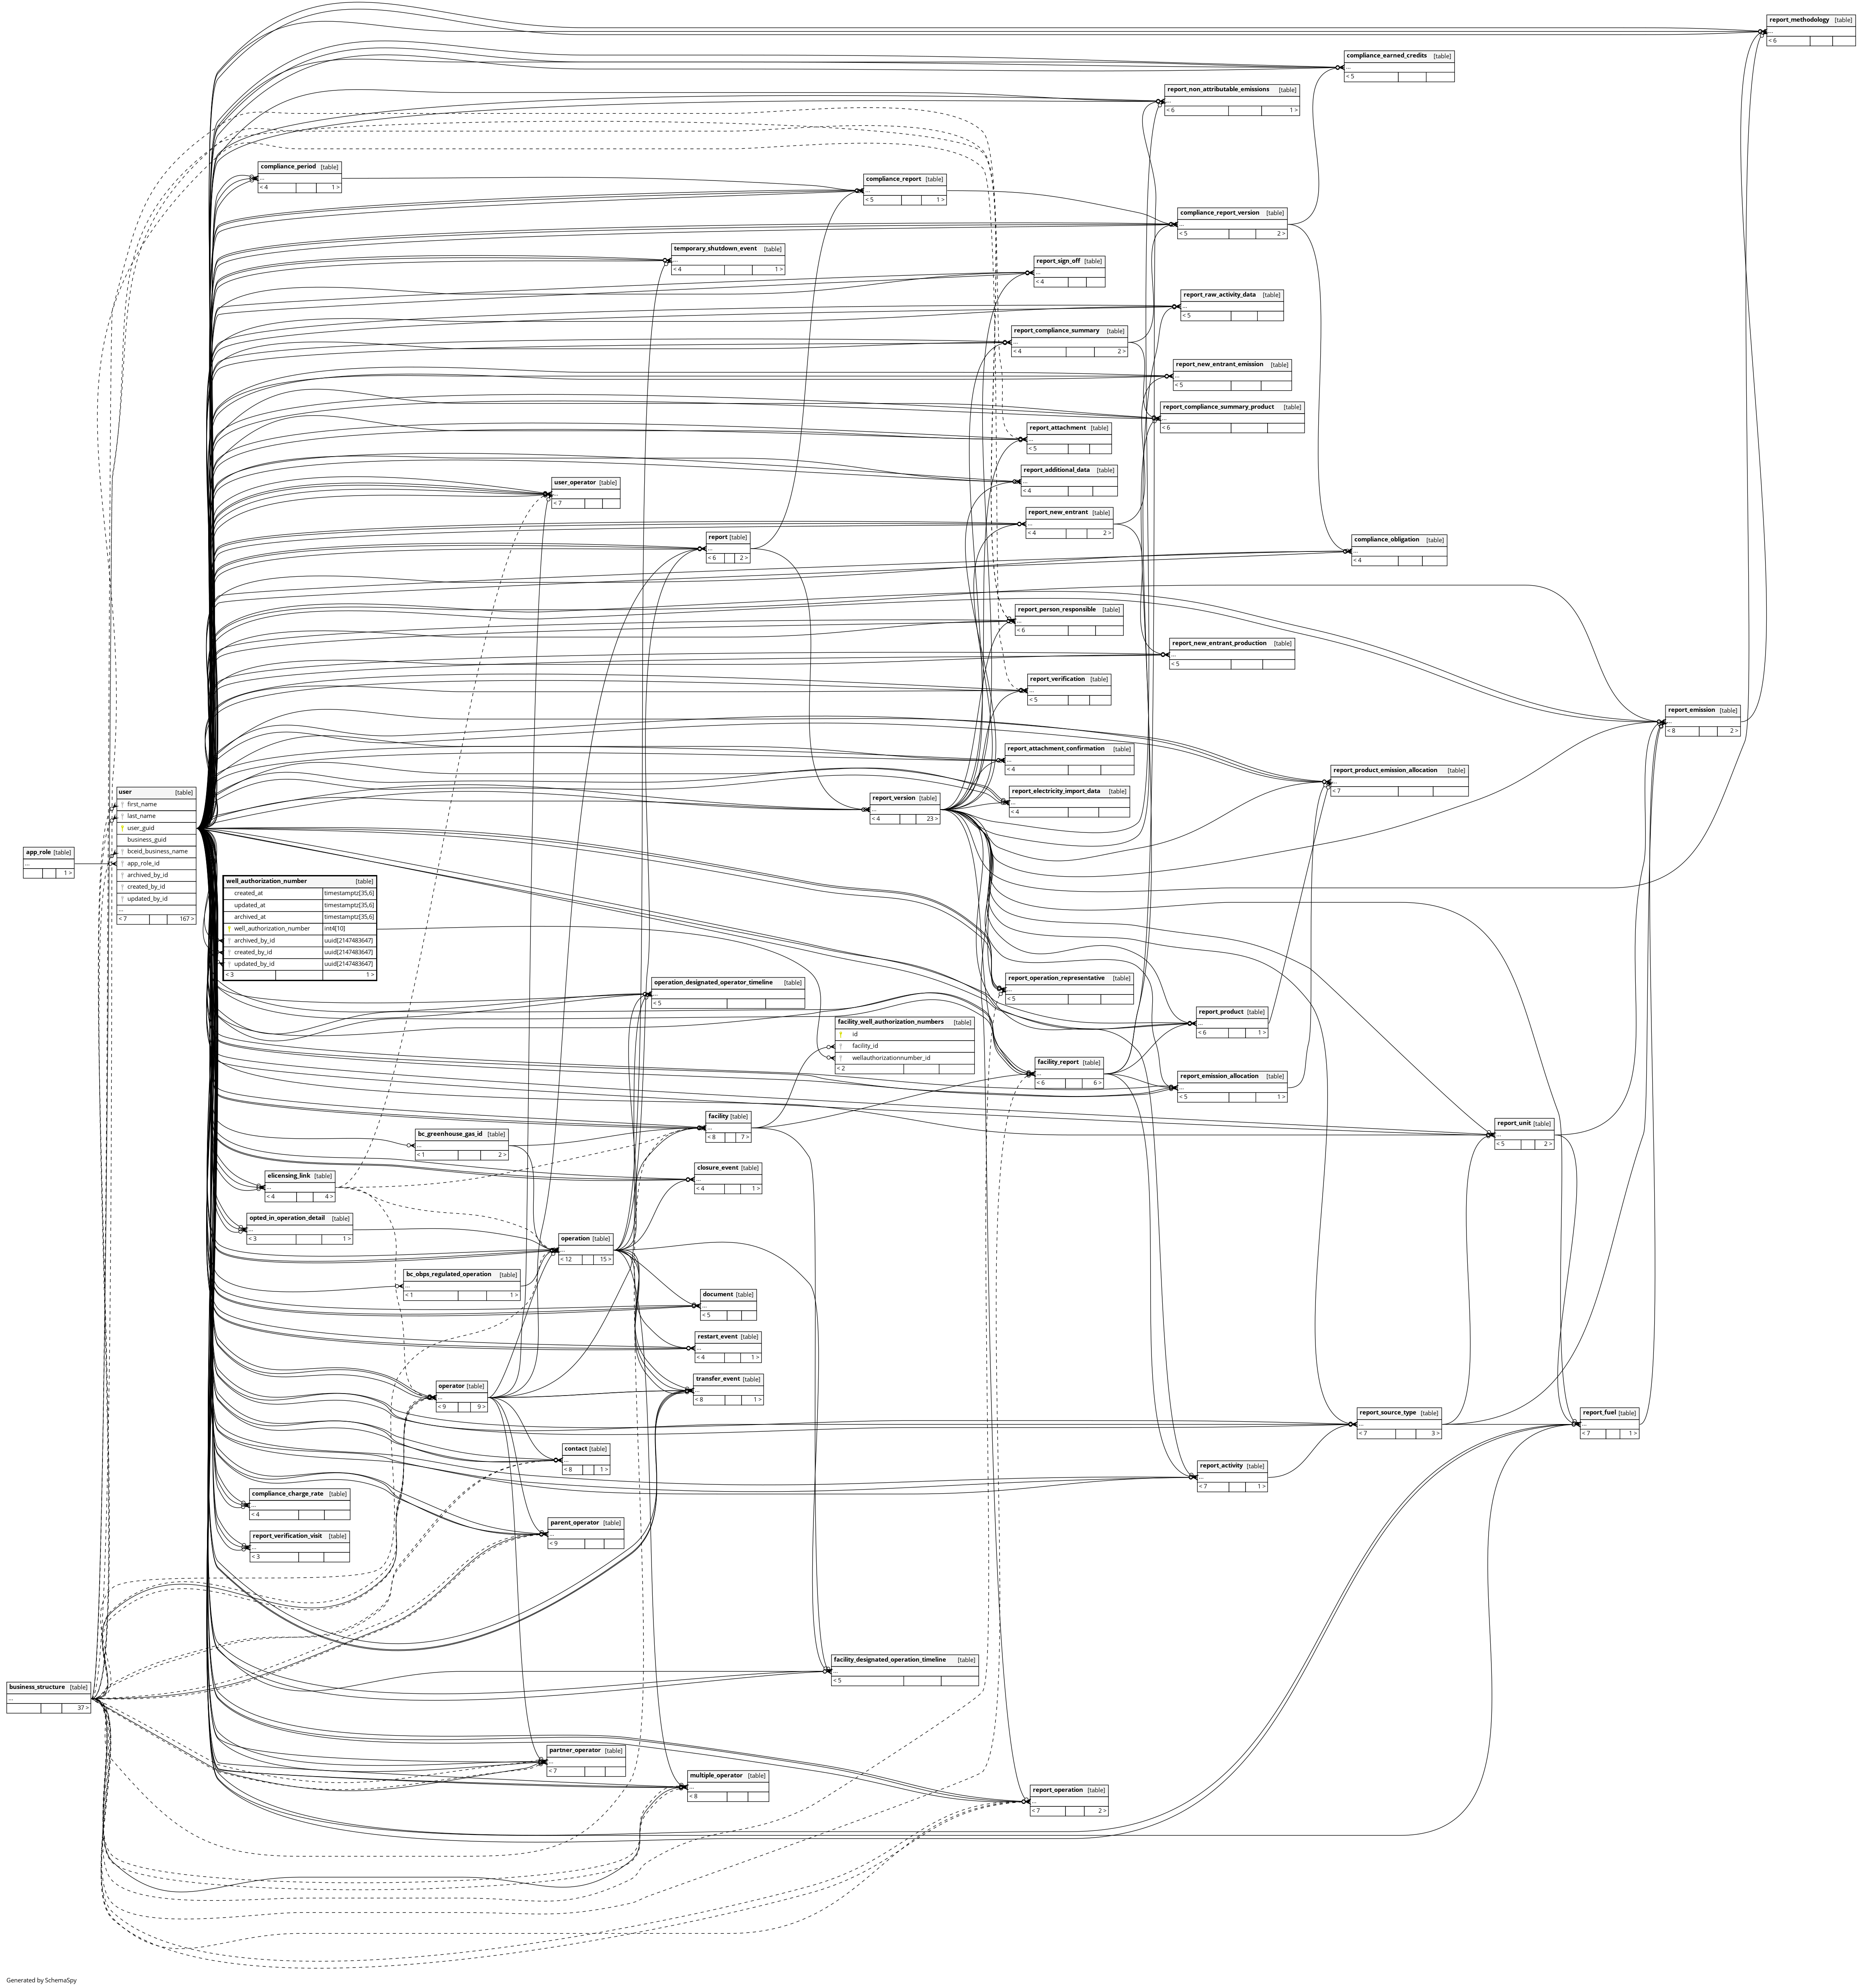 report_methodology [table]
...
< 6
compliance_earned_credits [table]
...
< 5
report_non_attributable_emissions [table]
...
< 6 1 >
compliance_period [table]
...
< 4 1 >
compliance_report [table]
...
< 5 1 >
compliance_report_version [table]
...
< 5 2 >
temporary_shutdown_event [table]
...
< 4 1 >
report_sign_off [table]
...
< 4
report_raw_activity_data [table]
...
< 5
report_compliance_summary [table]
...
< 4 2 >
report_new_entrant_emission [table]
...
< 5
report_compliance_summary_product [table]
...
< 6
report_attachment [table]
...
< 5
report_additional_data [table]
...
< 4
user_operator [table]
...
< 7
report_new_entrant [table]
...
< 4 2 >
report [table]
...
< 6 2 >
compliance_obligation [table]
...
< 4
report_person_responsible [table]
...
< 6
report_new_entrant_production [table]
...
< 5
report_verification [table]
...
< 5
report_emission [table]
...
< 8 2 >
report_attachment_confirmation [table]
...
< 4
report_product_emission_allocation [table]
...
< 7
report_electricity_import_data [table]
...
< 4
report_version [table]
...
< 4 23 >
user [table]
first_name
last_name
user_guid
business_guid
bceid_business_name
app_role_id
archived_by_id
created_by_id
updated_by_id
...
< 7 167 >
app_role [table]
...
1 >
well_authorization_number [table]
created_at timestamptz[35,6]
updated_at timestamptz[35,6]
archived_at timestamptz[35,6]
well_authorization_number int4[10]
archived_by_id uuid[2147483647]
created_by_id uuid[2147483647]
updated_by_id uuid[2147483647]
< 3 1 >
operation_designated_operator_timeline [table]
...
< 5
report_operation_representative [table]
...
< 5
report_product [table]
...
< 6 1 >
facility_well_authorization_numbers [table]
id
facility_id
wellauthorizationnumber_id
< 2
facility_report [table]
...
< 6 6 >
report_emission_allocation [table]
...
< 5 1 >
facility [table]
...
< 8 7 >
report_unit [table]
...
< 5 2 >
bc_greenhouse_gas_id [table]
...
< 1 2 >
closure_event [table]
...
< 4 1 >
elicensing_link [table]
...
< 4 4 >
opted_in_operation_detail [table]
...
< 3 1 >
operation [table]
...
< 12 15 >
bc_obps_regulated_operation [table]
...
< 1 1 >
document [table]
...
< 5
restart_event [table]
...
< 4 1 >
transfer_event [table]
...
< 8 1 >
operator [table]
...
< 9 9 >
report_source_type [table]
...
< 7 3 >
report_fuel [table]
...
< 7 1 >
contact [table]
...
< 8 1 >
report_activity [table]
...
< 7 1 >
compliance_charge_rate [table]
...
< 4
parent_operator [table]
...
< 9
report_verification_visit [table]
...
< 3
facility_designated_operation_timeline [table]
...
< 5
business_structure [table]
...
37 >
partner_operator [table]
...
< 7
multiple_operator [table]
...
< 8
report_operation [table]
...
< 7 2 >
Generated by SchemaSpy